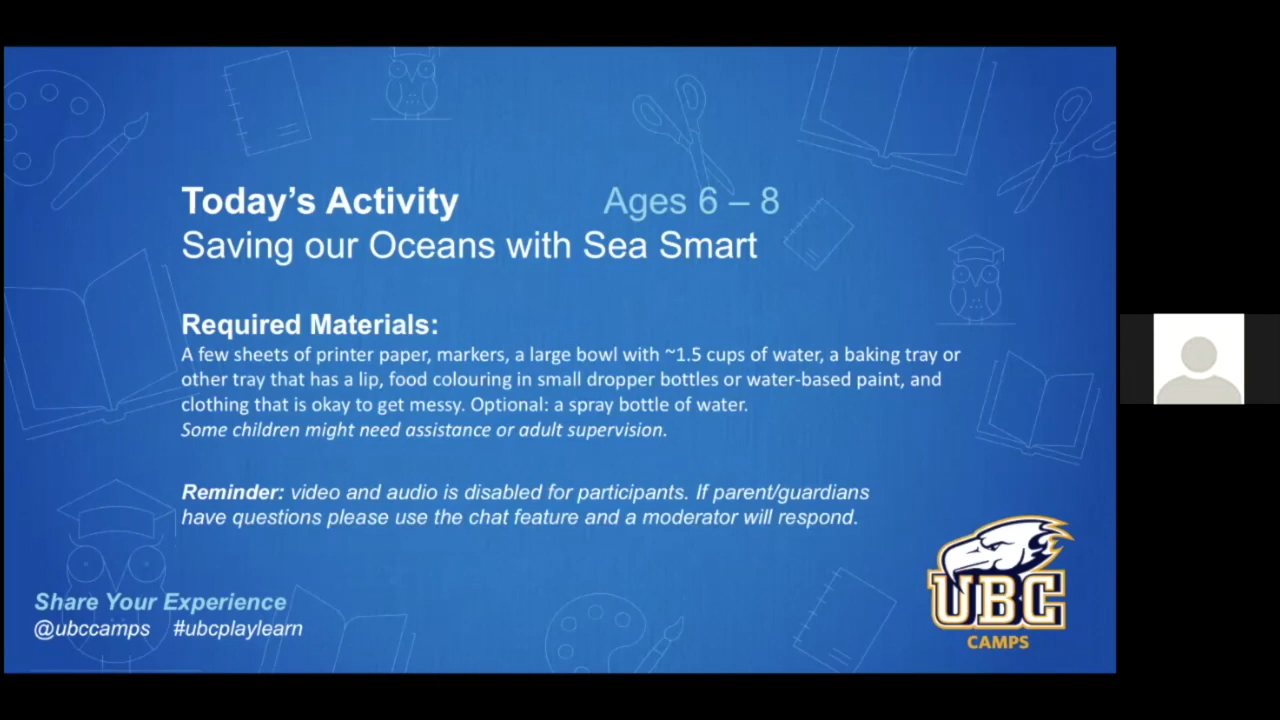 Today’s Activity Ages 6 – 8
Saving our Oceans with Sea Smart
Required Materials:
A few sheets of printer paper, markers, a large bowl with ~1.5 cups of water, a baking tray or
other tray that has a lip, food colouring in small dropper bottles or water-based paint, and
clothing that is okay to get messy. Optional: a spray bottle of water.
Some children might need assistance or adult supervision.
Reminder: video and audio is disabled for participants. If parent/guardians
have questions please use the chat feature and a moderator will respond.
Share Your Experience
@ubccamps #ubcplaylearn
UBC
CAMPS